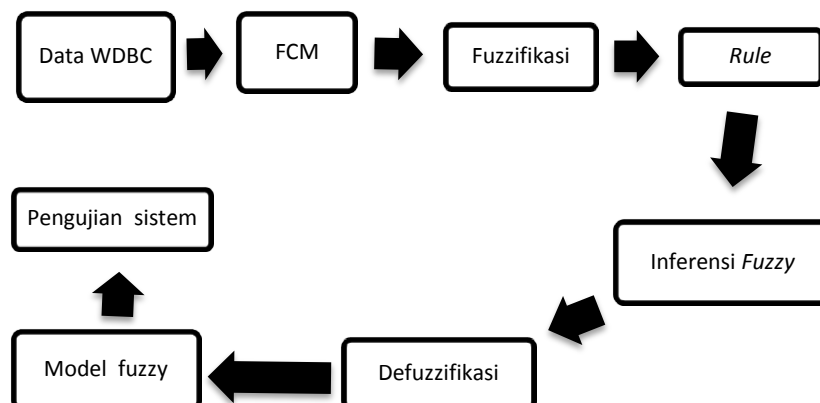 Data WDBC
FCM
Fuzzifikasi
Rule
Inferensi Fuzzy
Defuzzifikasi
Model fuzzy
Pengujian sistem